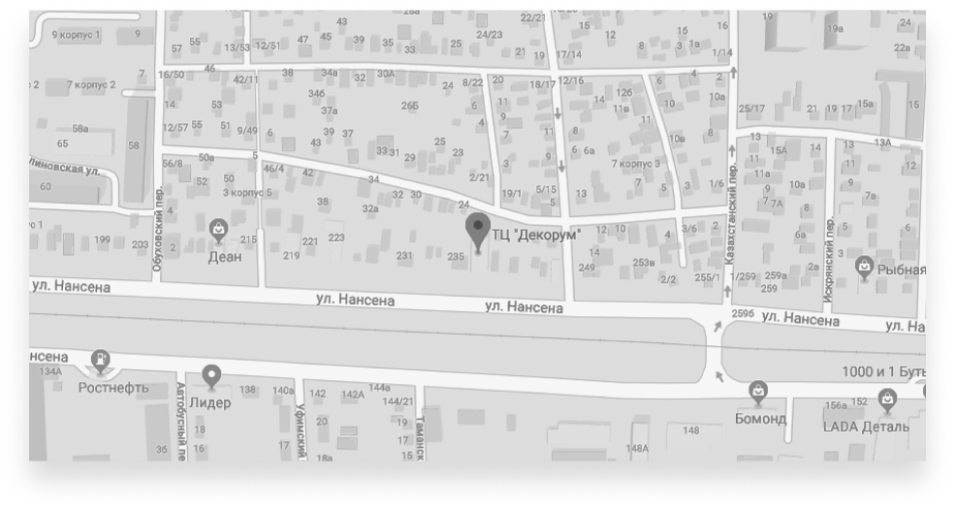 43
28а
22/21
16/20
16
16
19
24
9 корпус 1
9
57
55
13/53
12/51
47
45
39
35
33
25
24/23
21
19
17/14
12
8
3
1а
1/14
19а
22а
7
16/50
46
42/11
38
34а
32
30А
24
8/22
20
18/17
12/16
6
4
2
2
7 корпус 2
14
53
34б
37а
26Б
6
11
14
12б
11в
10
10а
25/17
21
19
17
15а
15
58а
65
58
12/57
55
51
9/49
6
43
39
37
4
9
7
11
8
11
10в
8
13
13А
линовская ул.
60
56/8
50а
5
33
31
29
25
23
6
6а
7 корпус 3
11
15А
14
13
11
12
52
50
3 корпус 5
46/4
42
34
32
30
2/21
19/1
5/15
5
13
7
5
3
1/6
11а
9
7
7А
10а
9
7а
Обуховский пер.
4
38
32а
24
ТЦ "Декорум"
12
10
4
3/6
2
Казахстанский пер.
6а
5
6
ус 1
199
203
2
Деан
215
219
221
223
231
235
14
249
253в
2/2
255/1
1/259
259а
259
2а
Искрянский пер.
3
Рыбная
ул. Нансена
ул. Нансена
ул. Нансена
259б
ул. Нансена
ул. На
нсена
134А
Ростнефть
Автобусный пе
Лидер
138
140а
142
142А
144а
144/21
1000 и 1 Буть
Бомонд
156а
152
LADA Деталь
18
36
16
Уфимский
17
20
18а
19
17
15
Таманск
148
148А